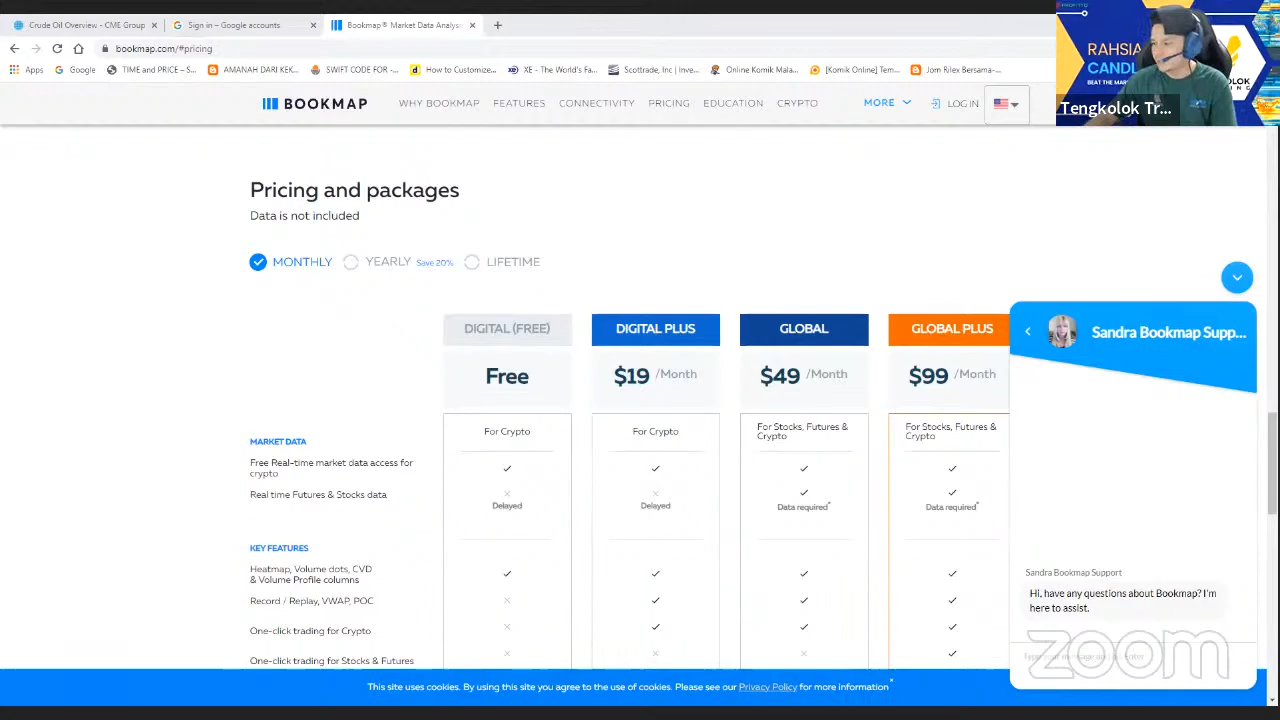 Crude Oil Overview - CME Group
Sign in – Google accounts
Bookmap® Market Data Analys
bookmap.com/#pricing
Apps
Google
TIME and PRICE – S...
AMANAH DARI KEK...
SWIFT CODE FOR -...
How to Customize...
XE - The World's Fa...
Scottrade, Inc | Inve...
Online Komik Mala...
[Komik Online] Tem...
Jom Rilex Bersama-...
RAHSIA
CANDL
BEAT THE MAR
Tengkolok Tr...
BOOKMAP
WHY BOOKMAP
FEATURES
CONNECTIVITY
PRICING
EDUCATION
CRYPTO
MORE
LOG IN
Pricing and packages
Data is not included
MONTHLY
YEARLY Save 20%
LIFETIME
DIGITAL (FREE)
DIGITAL PLUS
GLOBAL
GLOBAL PLUS
Free
$19 /Month
$49 /Month
$99 /Month
For Crypto
For Crypto
For Stocks, Futures &
Crypto
For Stocks, Futures &
Crypto
MARKET DATA
Free Real-time market data access for
crypto
Real time Futures & Stocks data
Delayed
Delayed
Data required*
Data required*
KEY FEATURES
Heatmap, Volume dots, CVD
& Volume Profile columns
Record / Replay, VWAP, POC
One-click trading for Crypto
One-click trading for Stocks & Futures
Sandra Bookmap Supp...
Sandra Bookmap Support
Hi, have any questions about Bookmap? I'm
here to assist.
zoom
This site uses cookies. By using this site you agree to the use of cookies. Please see our Privacy Policy for more information